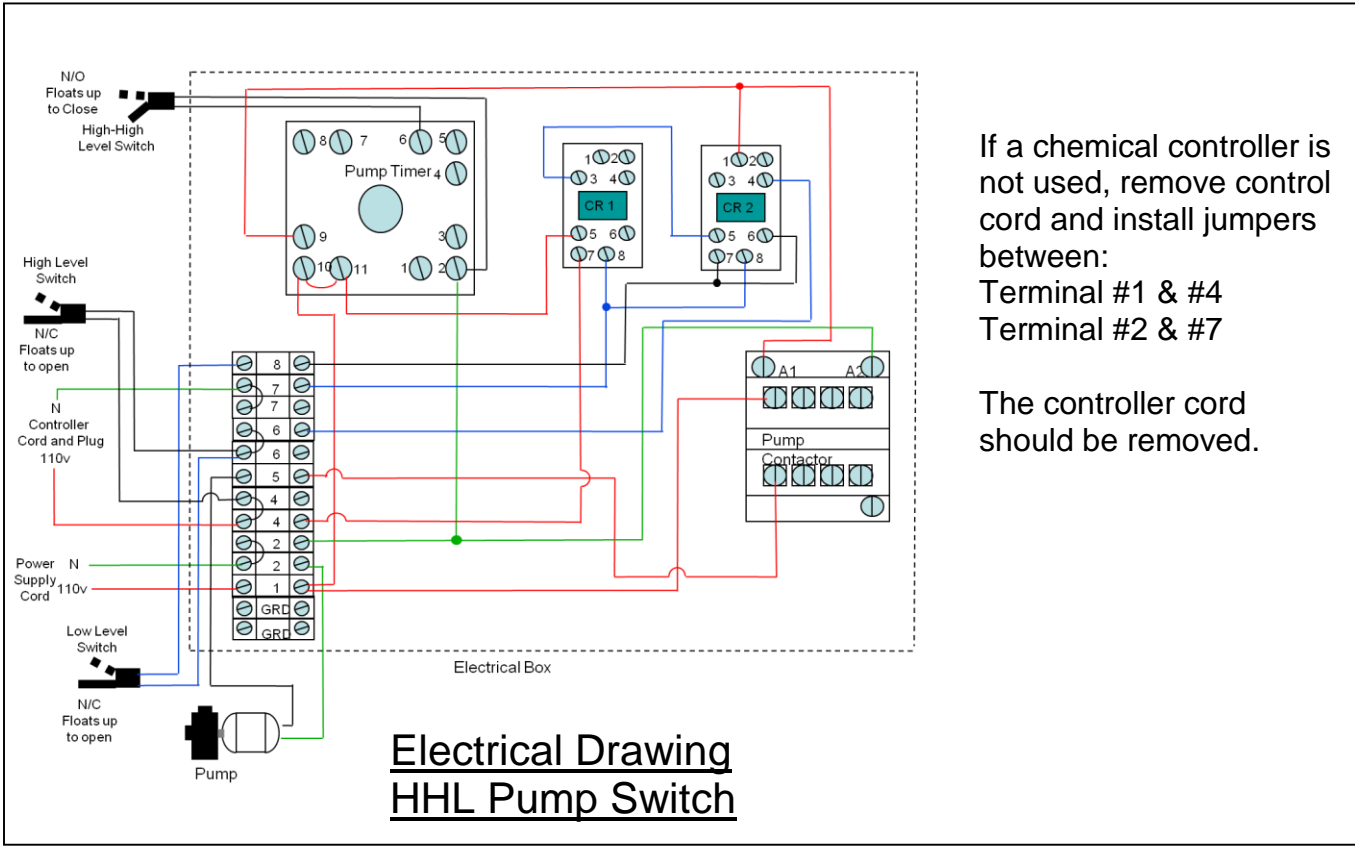 N/O
Floats up
to Close
High-High
Level Switch
8 7 6 5
Pump Timer 4
9 3
10 11 1 2
1 2
3 4
CR 1
5 6
7 8
1 2
3 4
CR 2
5 6
7 8
If a chemical controller is
not used, remove control
cord and install jumpers
between:
Terminal #1 & #4
Terminal #2 & #7
The controller cord
should be removed.
High Level
Switch
N/C
Floats up
to open
N
Controller
Cord and Plug
110v
Power N
Supply
Cord 110v
8
7
7
6
6
5
4
4
2
2
1
GRD
GRD
A1 A2
Pump
Contactor
Low Level
Switch
N/C
Floats up
to open
Pump
Electrical Box
Electrical Drawing
HHL Pump Switch